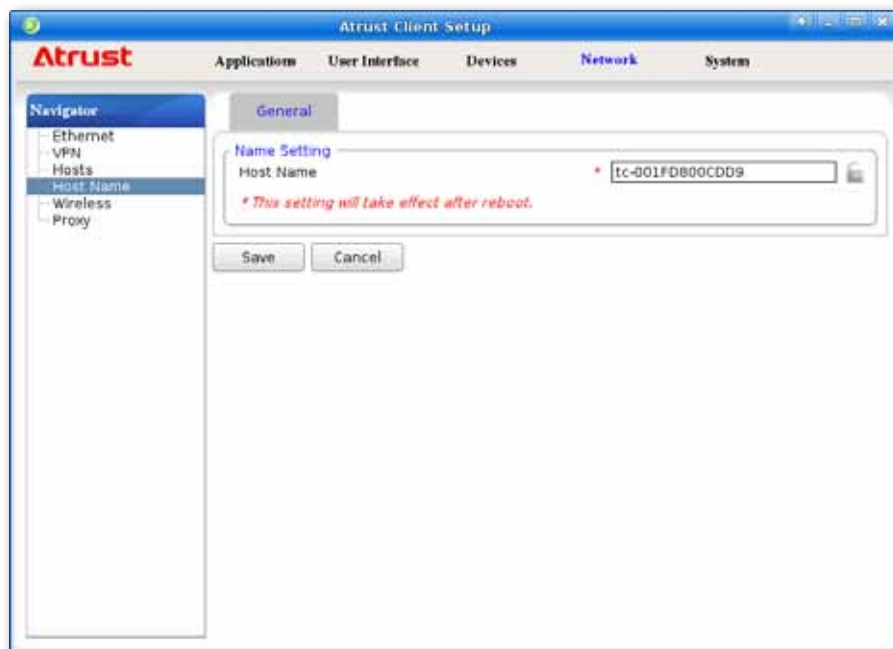 Atrust Client Setup
Atrust
Applications User Interface Devices Network System
Navigator
Ethernet
VPN
Hosts
Host Name
Wireless
Proxy
General
Name Setting
Host Name * tc-001FD800CDD9
* This setting will take effect after reboot.
Save Cancel